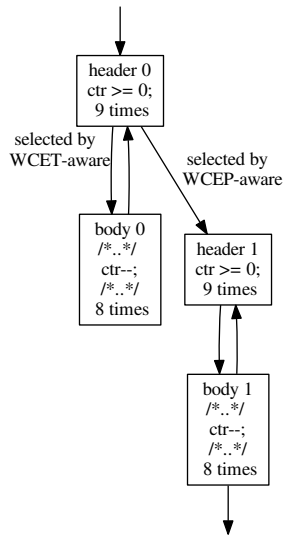 header 0
ctr >= 0;
9 times
selected by
WCET-aware
selected by
WCEP-aware
body 0
/*..*/
ctr--;
/*..*/
8 times
header 1
ctr >= 0;
9 times
body 1
/*..*/
ctr--;
/*..*/
8 times